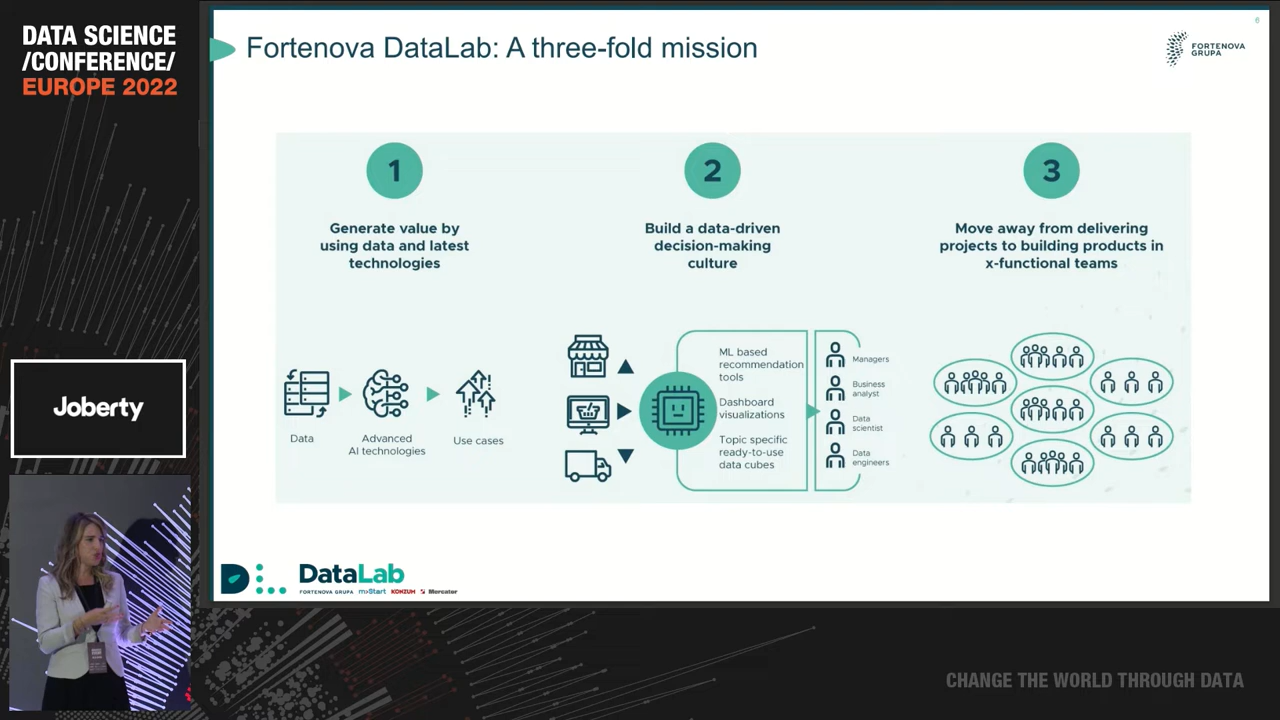 DATA SCIENCE
/CONFERENCE/
EUROPE 2022
6
Fortenova DataLab: A three-fold mission
FORTENOVA
GRUPA
1
Generate value by
using data and latest
technologies
Data
Advanced
AI technologies
Use cases
2
Build a data-driven
decision-making
culture
ML based
recommendation
tools
Dashboard
visualizations
Topic specific
ready-to-use
data cubes
Managers
Business
analyst
Data
scientist
Data
engineers
3
Move away from delivering
projects to building products in
x-functional teams
Joberty
DataLab
FORTENOVA GRUPA mStart KONZUM Mercator
CHANGE THE WORLD THROUGH DATA